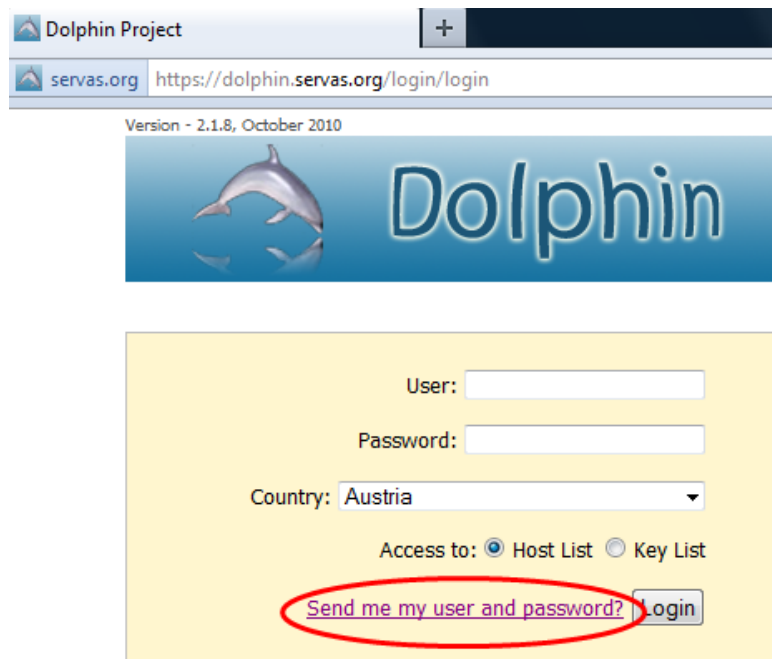 Dolphin Project +
servas.org https://dolphin.servas.org/login/login
Version - 2.1.8, October 2010
Dolphin
User:
Password:
Country: Austria
Access to: Host List Key List
Send me my user and password? Login